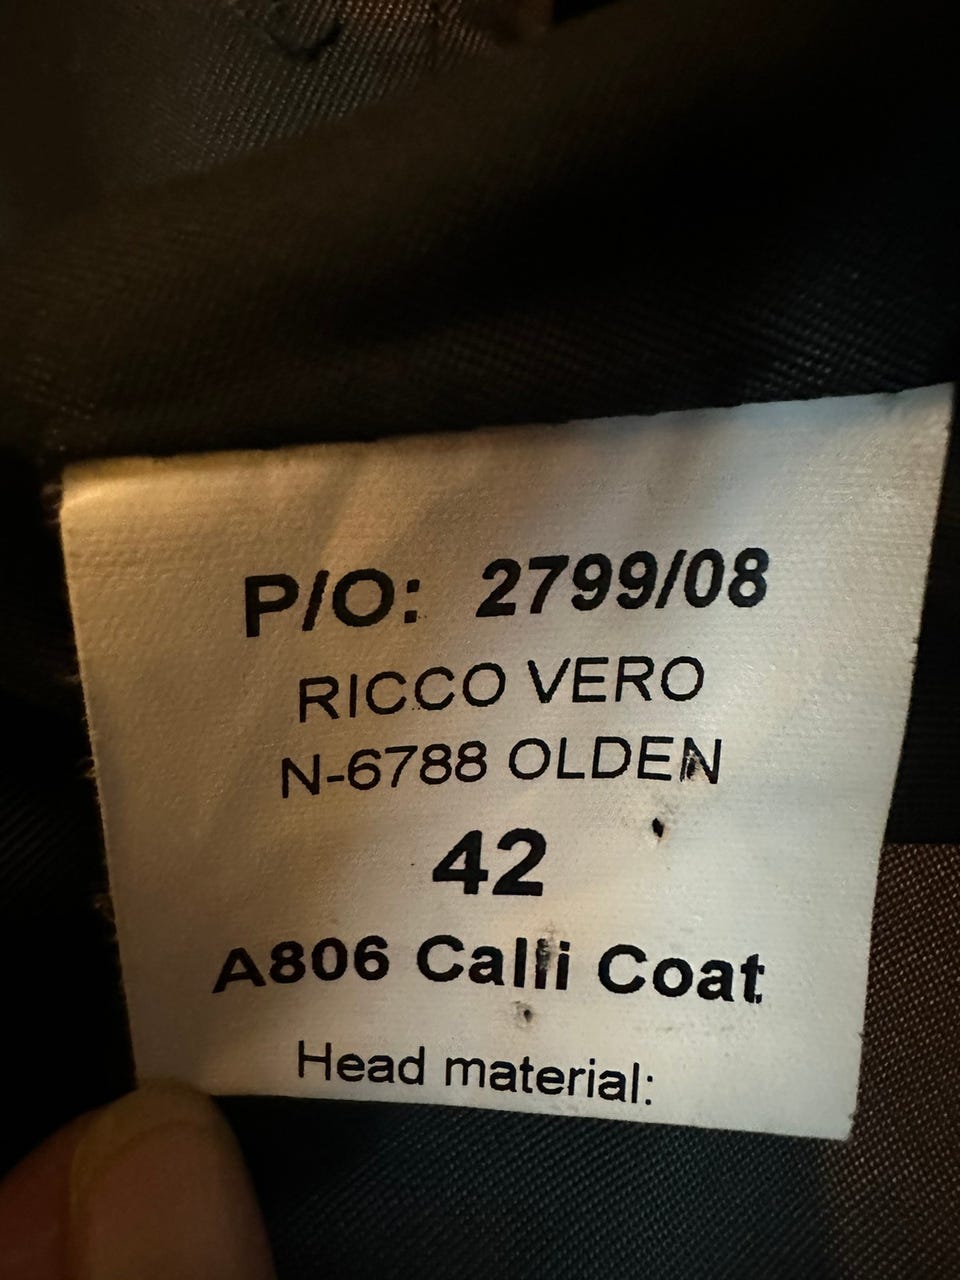 P/O: 2799/08
RICCO VERO
N-6788 OLDEN
42
A806 Calli Coat
Head material: